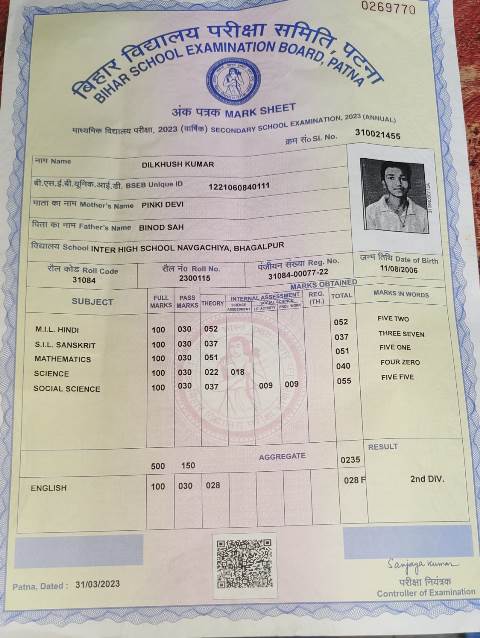 0269770
बिहार विद्यालय परीक्षा समिति, पटना
BIHAR SCHOOL EXAMINATION BOARD, PATNA
अंक पत्रक MARK SHEET
माध्यमिक विद्यालय परीक्षा, 2023 (वार्षिक) SECONDARY SCHOOL EXAMINATION, 2023 (ANNUAL)
क्रम सं० Sl. No. 310021455
नाम Name DILKHUSH KUMAR
बी.एस.ई.बी.यूनिक.आई.डी. BSEB Unique ID 1221060840111
माता का नाम Mother's Name PINKI DEVI
पिता का नाम Father's Name BINOD SAH
विद्यालय School INTER HIGH SCHOOL NAVGACHIYA, BHAGALPUR
रौल कोड Roll Code रौल नं० Roll No. पंजीयन संख्या Reg. No. जन्म तिथि Date of Birth
31084 2300115 31084-00077-22 11/08/2006
MARKS OBTAINED
SUBJECT FULL MARKS PASS MARKS THEORY INTERNAL ASSESSMENT REG. (TH.) TOTAL MARKS IN WORDS
M.I.L. HINDI 100 030 052 052 FIVE TWO
S.I.L. SANSKRIT 100 030 037 037 THREE SEVEN
MATHEMATICS 100 030 051 051 FIVE ONE
SCIENCE 100 030 022 018 040 FOUR ZERO
SOCIAL SCIENCE 100 030 037 009 009 055 FIVE FIVE
AGGREGATE RESULT
500 150 0235
ENGLISH 100 030 028 028 F 2nd DIV.
Sanjay Kumar
Patna, Dated : 31/03/2023
परीक्षा नियंत्रक
Controller of Examination